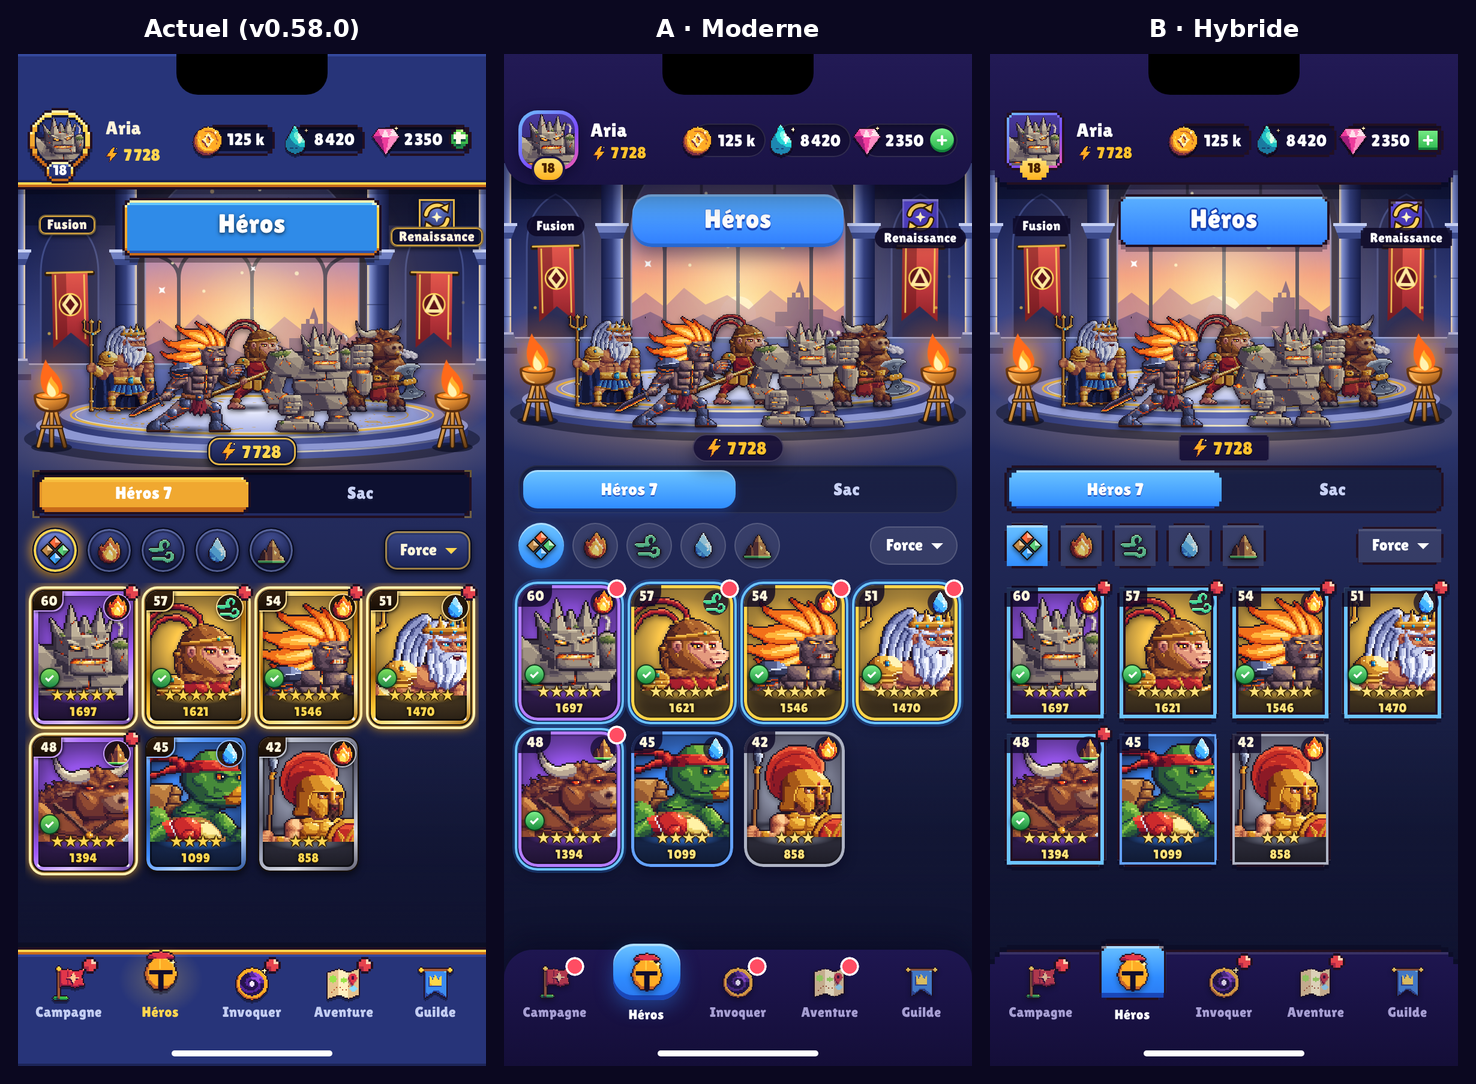 Actuel (v0.58.0)
Aria
7728
125 k
8420
2350
18
Fusion
Héros
Renaissance
7728
Héros 7
Sac
Force
60
57
54
51
1697
1621
1546
1470
48
45
42
1394
1099
858
Campagne
Héros
Invoquer
Aventure
Guilde
A · Moderne
Aria
7728
125 k
8420
2350
18
Fusion
Héros
Renaissance
7728
Héros 7
Sac
Force
60
57
54
51
1697
1621
1546
1470
48
45
42
1394
1099
858
Campagne
Héros
Invoquer
Aventure
Guilde
B · Hybride
Aria
7728
125 k
8420
2350
18
Fusion
Héros
Renaissance
7728
Héros 7
Sac
Force
60
57
54
51
1697
1621
1546
1470
48
45
42
1394
1099
858
Campagne
Héros
Invoquer
Aventure
Guilde